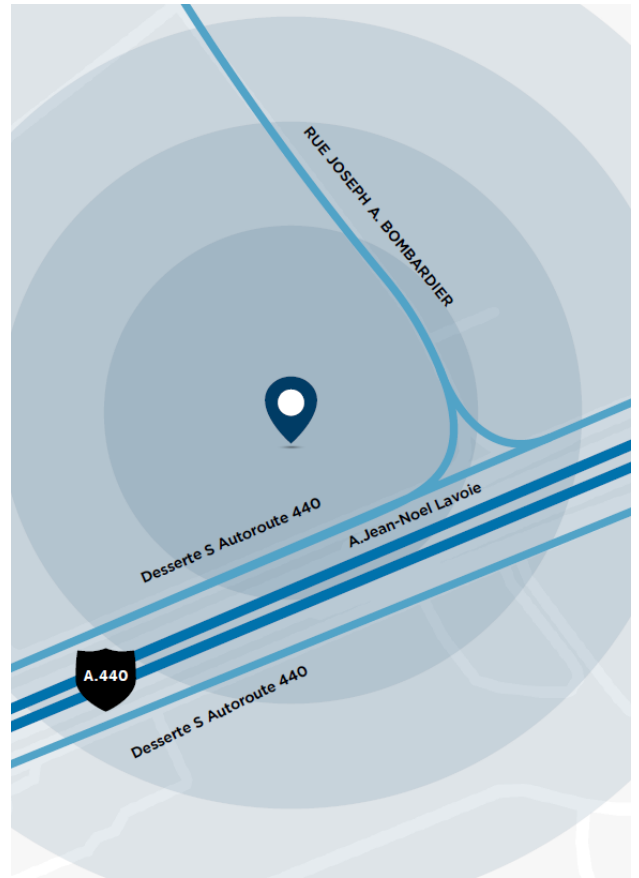 RUE JOSEPH A. BOMBARDIER
Desserte S Autoroute 440
A.Jean-Noel Lavoie
A.440
Desserte S Autoroute 440